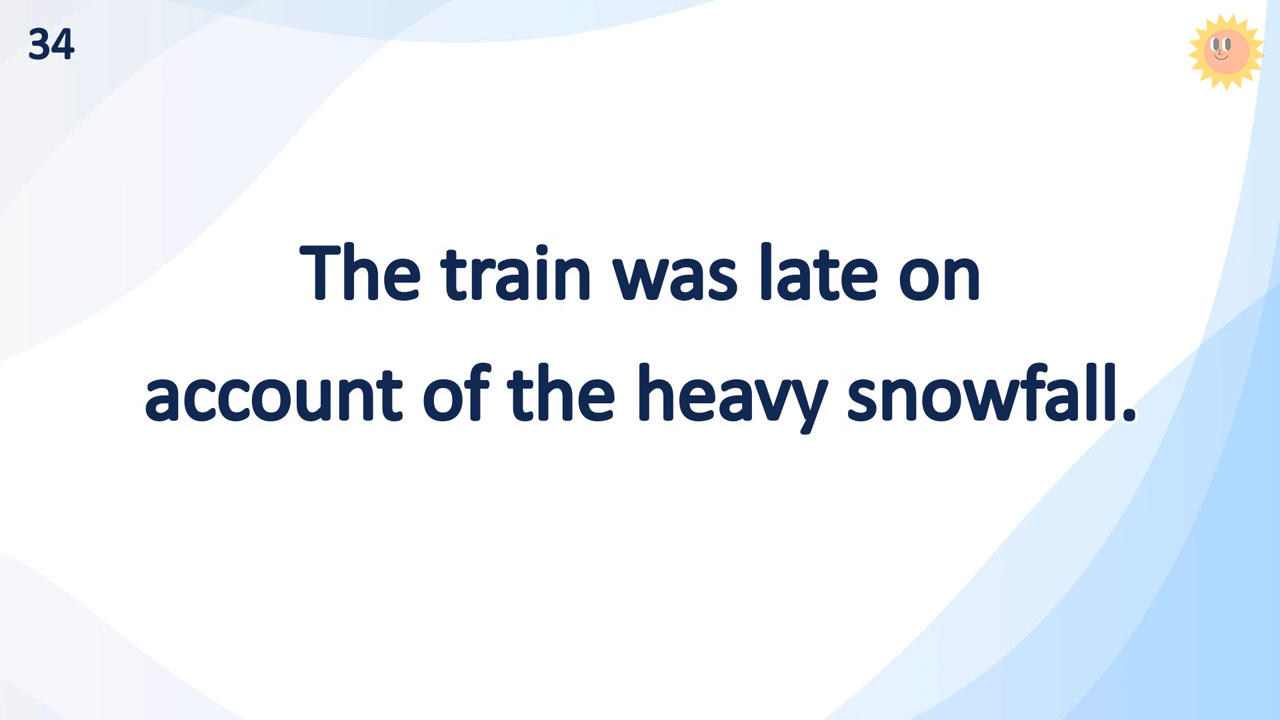 34
The train was late on
account of the heavy snowfall.